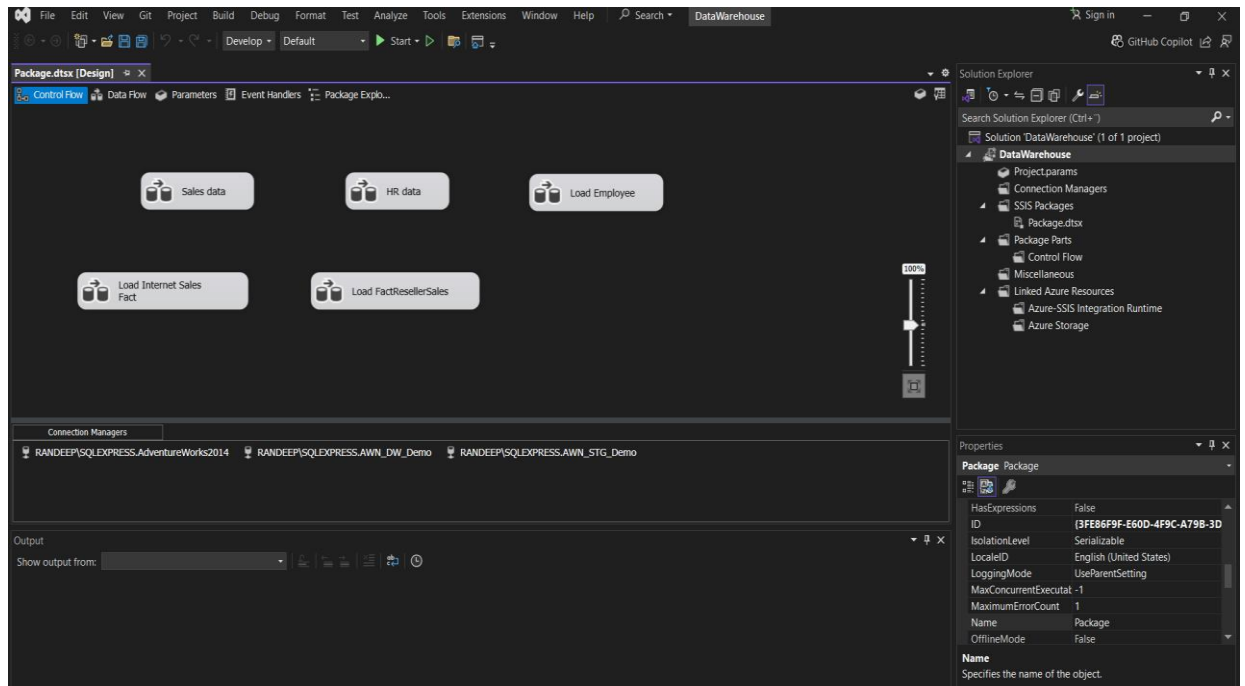 File Edit View Git Project Build Debug Format Test Analyze Tools Extensions Window Help Search DataWarehouse Sign in
Develop Default Start GitHub Copilot
Package.dtsx [Design]
Control Flow Data Flow Parameters Event Handlers Package Explo...
Sales data HR data Load Employee
Load Internet Sales
Fact
Load FactResellerSales
100%
Connection Managers
RANDEEP\SQLEXPRESS.AdventureWorks2014 RANDEEP\SQLEXPRESS.AWN_DW_Demo RANDEEP\SQLEXPRESS.AWN_STG_Demo
Output
Show output from:
Solution Explorer
Search Solution Explorer (Ctrl+¨)
Solution 'DataWarehouse' (1 of 1 project)
DataWarehouse
Project.params
Connection Managers
SSIS Packages
Package.dtsx
Package Parts
Control Flow
Miscellaneous
Linked Azure Resources
Azure-SSIS Integration Runtime
Azure Storage
Properties
Package Package
HasExpressions False
ID {3FE86F9F-E60D-4F9C-A79B-3D
IsolationLevel Serializable
LocaleID English (United States)
LoggingMode UseParentSetting
MaxConcurrentExecutat -1
MaximumErrorCount 1
Name Package
OfflineMode False
Name
Specifies the name of the object.